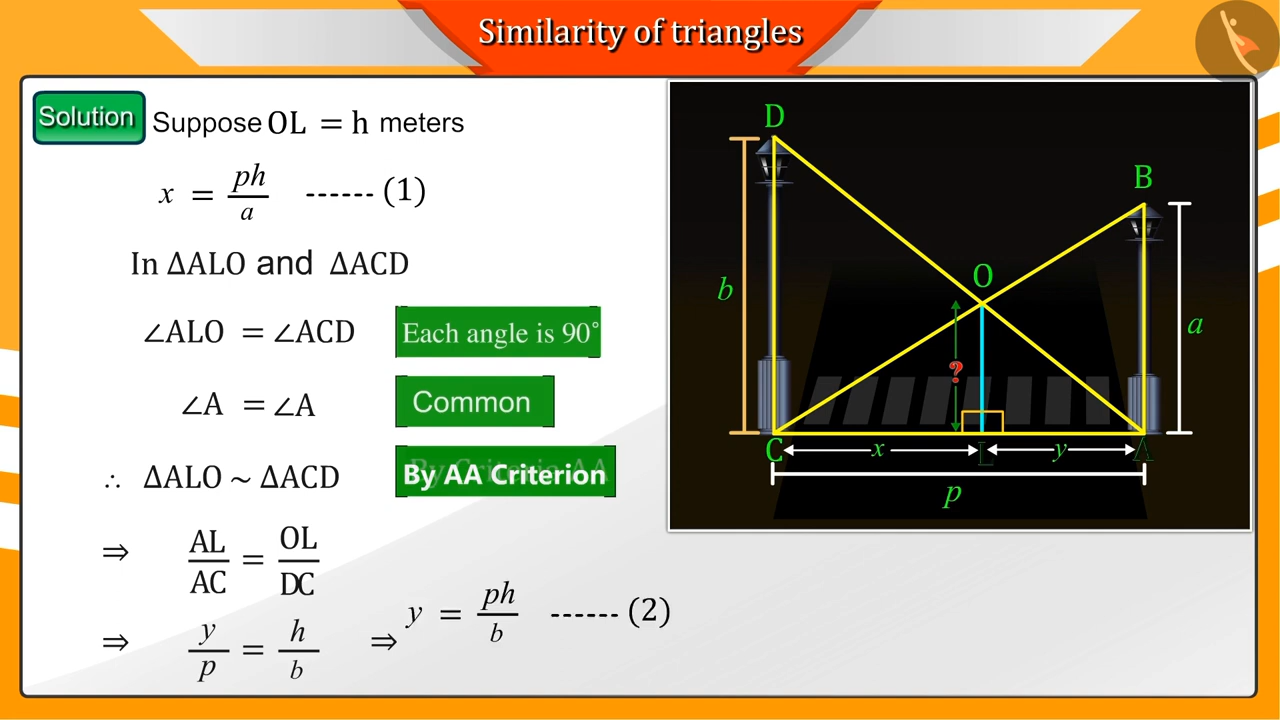 Similarity of triangles
Solution
Suppose OL = h meters
x = ph/a ------ (1)
In ΔALO and ΔACD
∠ALO = ∠ACD
Each angle is 90°
∠A = ∠A
Common
∴ ΔALO ~ ΔACD
By AA Criterion
⇒ AL/AC = OL/DC
⇒ y/p = h/b
⇒ y = ph/b ------ (2)
D
B
O
b
a
?
C
x
L
y
A
p